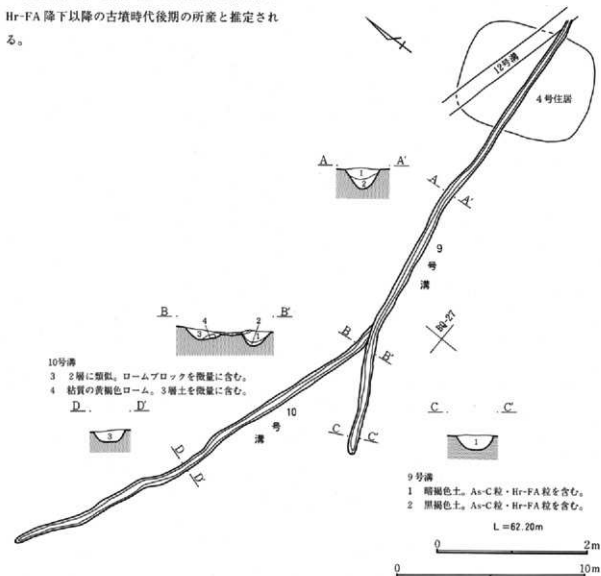 Hr-FA 降下以降の古墳時代後期の所産と推定され
る。
12号溝
4号住居
A A′
1
2
A
A′
9号溝
BQ-27
B B′
4 2
3 1
B
B′
10号溝
3 2層に類似。ロームブロックを微量に含む。
4 粘質の黄褐色ローム。3層土を微量に含む。
D D′
3
10号溝
D
D′
C C′
C C′
1
9号溝
1 暗褐色土。As-C粒・Hr-FA粒を含む。
2 黒褐色土。As-C粒・Hr-FA粒を含む。
L=62.20m
0 2m
0 10m